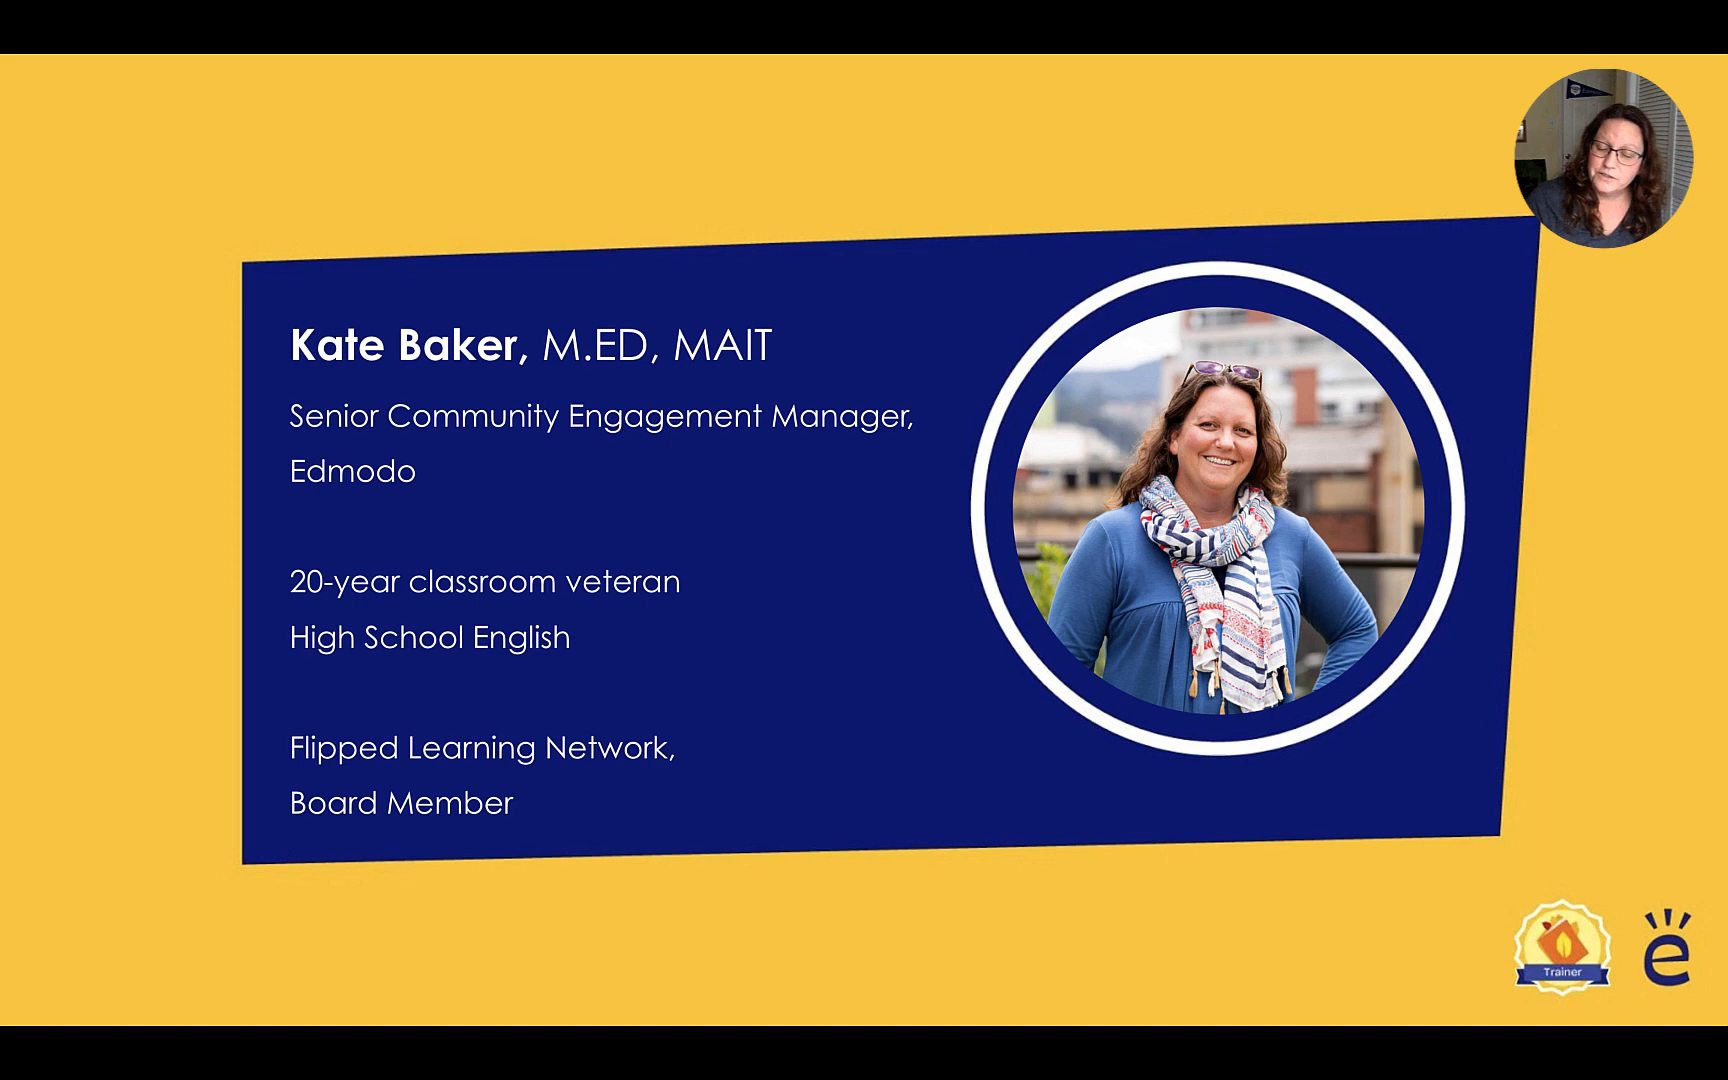 Kate Baker, M.ED, MAIT
Senior Community Engagement Manager,
Edmodo
20-year classroom veteran
High School English
Flipped Learning Network,
Board Member
Trainer
e